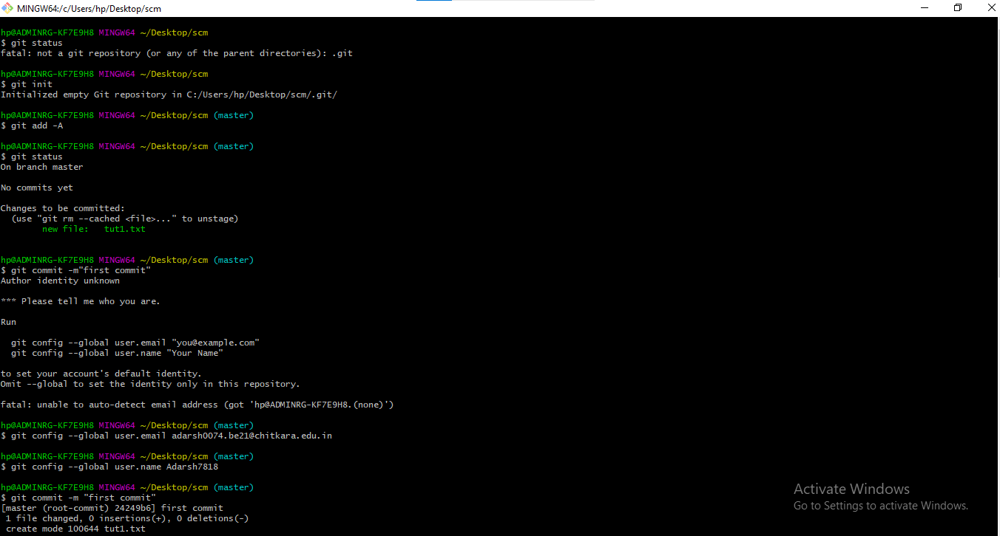 MINGW64:/c/Users/hp/Desktop/scm
hp@ADMINRG-KF7E9H8 MINGW64 ~/Desktop/scm
$ git status
fatal: not a git repository (or any of the parent directories): .git
hp@ADMINRG-KF7E9H8 MINGW64 ~/Desktop/scm
$ git init
Initialized empty Git repository in C:/Users/hp/Desktop/scm/.git/
hp@ADMINRG-KF7E9H8 MINGW64 ~/Desktop/scm (master)
$ git add -A
hp@ADMINRG-KF7E9H8 MINGW64 ~/Desktop/scm (master)
$ git status
On branch master
No commits yet
Changes to be committed:
  (use "git rm --cached <file>..." to unstage)
        new file:   tut1.txt
hp@ADMINRG-KF7E9H8 MINGW64 ~/Desktop/scm (master)
$ git commit -m"first commit"
Author identity unknown
*** Please tell me who you are.
Run
  git config --global user.email "you@example.com"
  git config --global user.name "Your Name"
to set your account's default identity.
Omit --global to set the identity only in this repository.
fatal: unable to auto-detect email address (got 'hp@ADMINRG-KF7E9H8.(none)')
hp@ADMINRG-KF7E9H8 MINGW64 ~/Desktop/scm (master)
$ git config --global user.email adarsh0074.be21@chitkara.edu.in
hp@ADMINRG-KF7E9H8 MINGW64 ~/Desktop/scm (master)
$ git config --global user.name Adarsh7818
hp@ADMINRG-KF7E9H8 MINGW64 ~/Desktop/scm (master)
$ git commit -m "first commit"
[master (root-commit) 24249b6] first commit
 1 file changed, 0 insertions(+), 0 deletions(-)
 create mode 100644 tut1.txt
Activate Windows
Go to Settings to activate Windows.